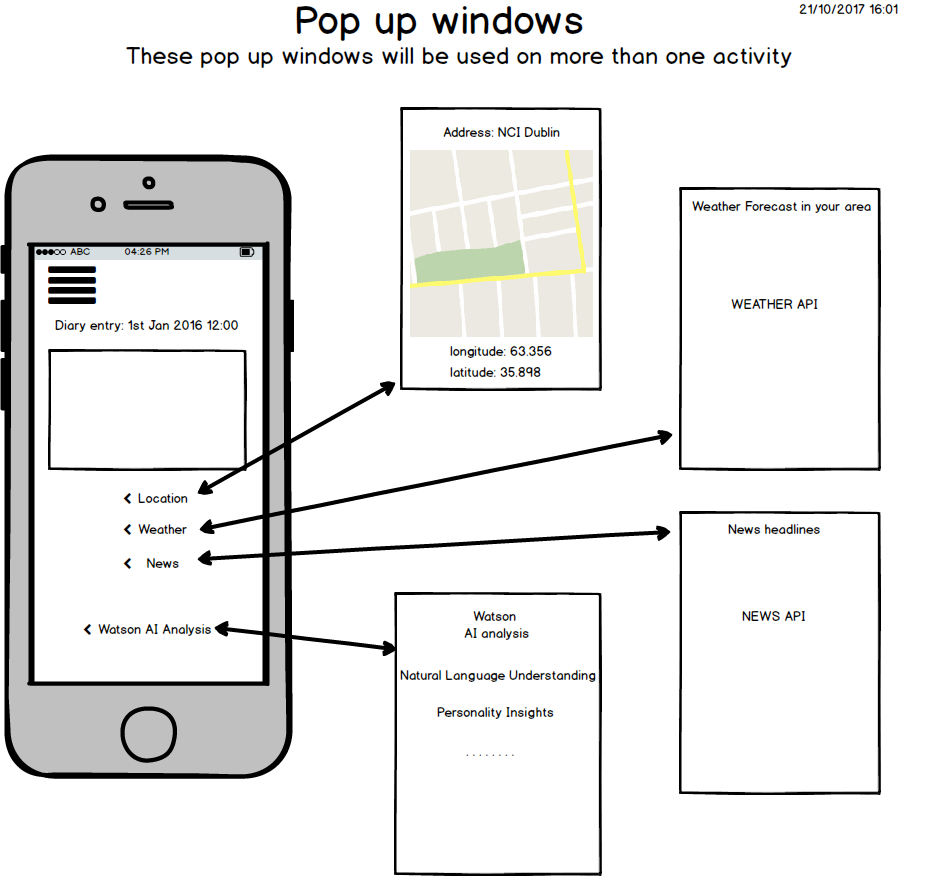 Pop up windows
21/10/2017 16:01
These pop up windows will be used on more than one activity
ABC 04:26 PM
Diary entry: 1st Jan 2016 12:00
Location
Weather
News
Watson AI Analysis
Address: NCI Dublin
longitude: 63.356
latitude: 35.898
Weather Forecast in your area
WEATHER API
News headlines
NEWS API
Watson
AI analysis
Natural Language Understanding
Personality Insights
. . . . . . . .